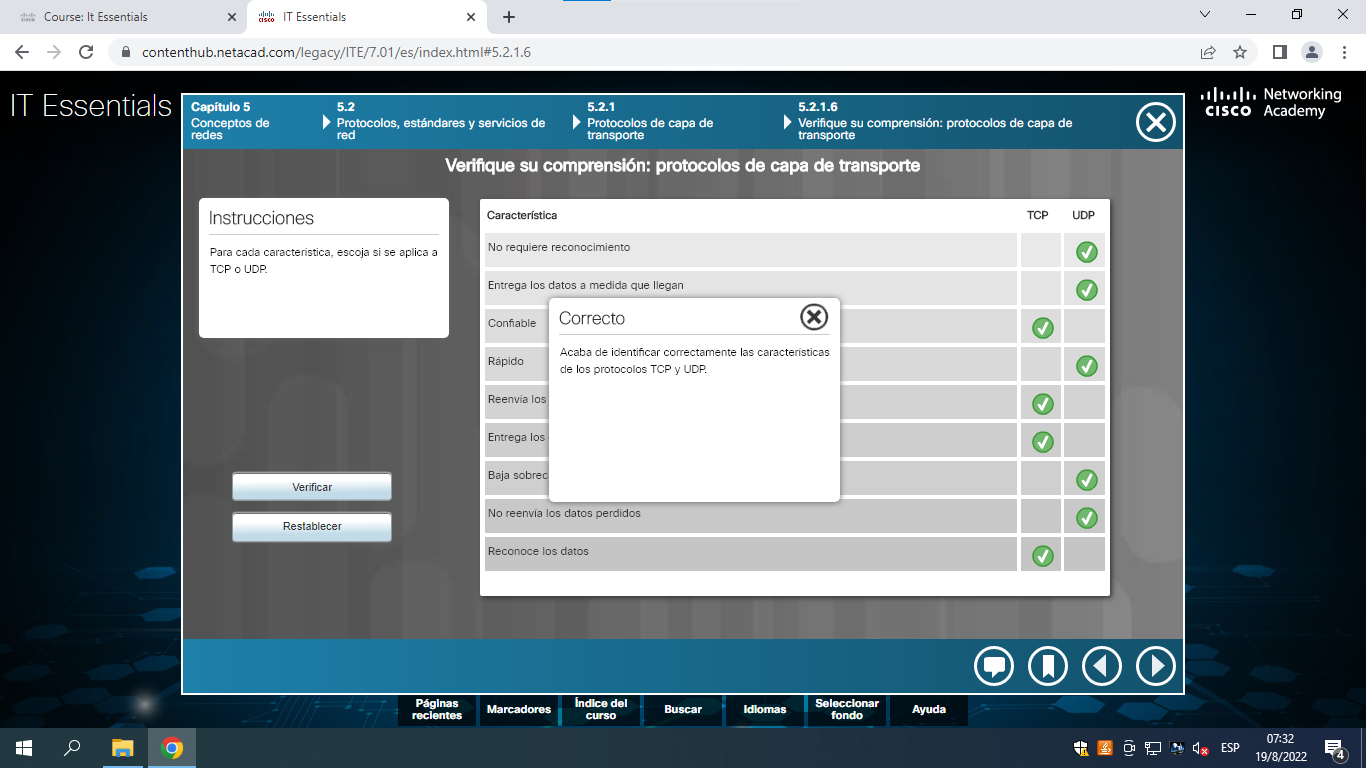 Course: It Essentials
IT Essentials
contenthub.netacad.com/legacy/ITE/7.01/es/index.html#5.2.1.6
IT Essentials
Capítulo 5
Conceptos de
redes
5.2
Protocolos, estándares y servicios de
red
5.2.1
Protocolos de capa de
transporte
5.2.1.6
Verifique su comprensión: protocolos de capa de
transporte
CISCO
Networking
Academy
Verifique su comprensión: protocolos de capa de transporte
Instrucciones
Para cada característica, escoja si se aplica a
TCP o UDP.
Verificar
Restablecer
Característica TCP UDP
No requiere reconocimiento
Entrega los datos a medida que llegan
Confiable
Rápido
Reenvía los
Entrega los
Baja sobrec
No reenvía los datos perdidos
Reconoce los datos
Correcto
Acaba de identificar correctamente las características
de los protocolos TCP y UDP.
Páginas
recientes
Marcadores
Índice del
curso
Buscar
Idiomas
Seleccionar
fondo
Ayuda
ESP
07:32
19/8/2022
4